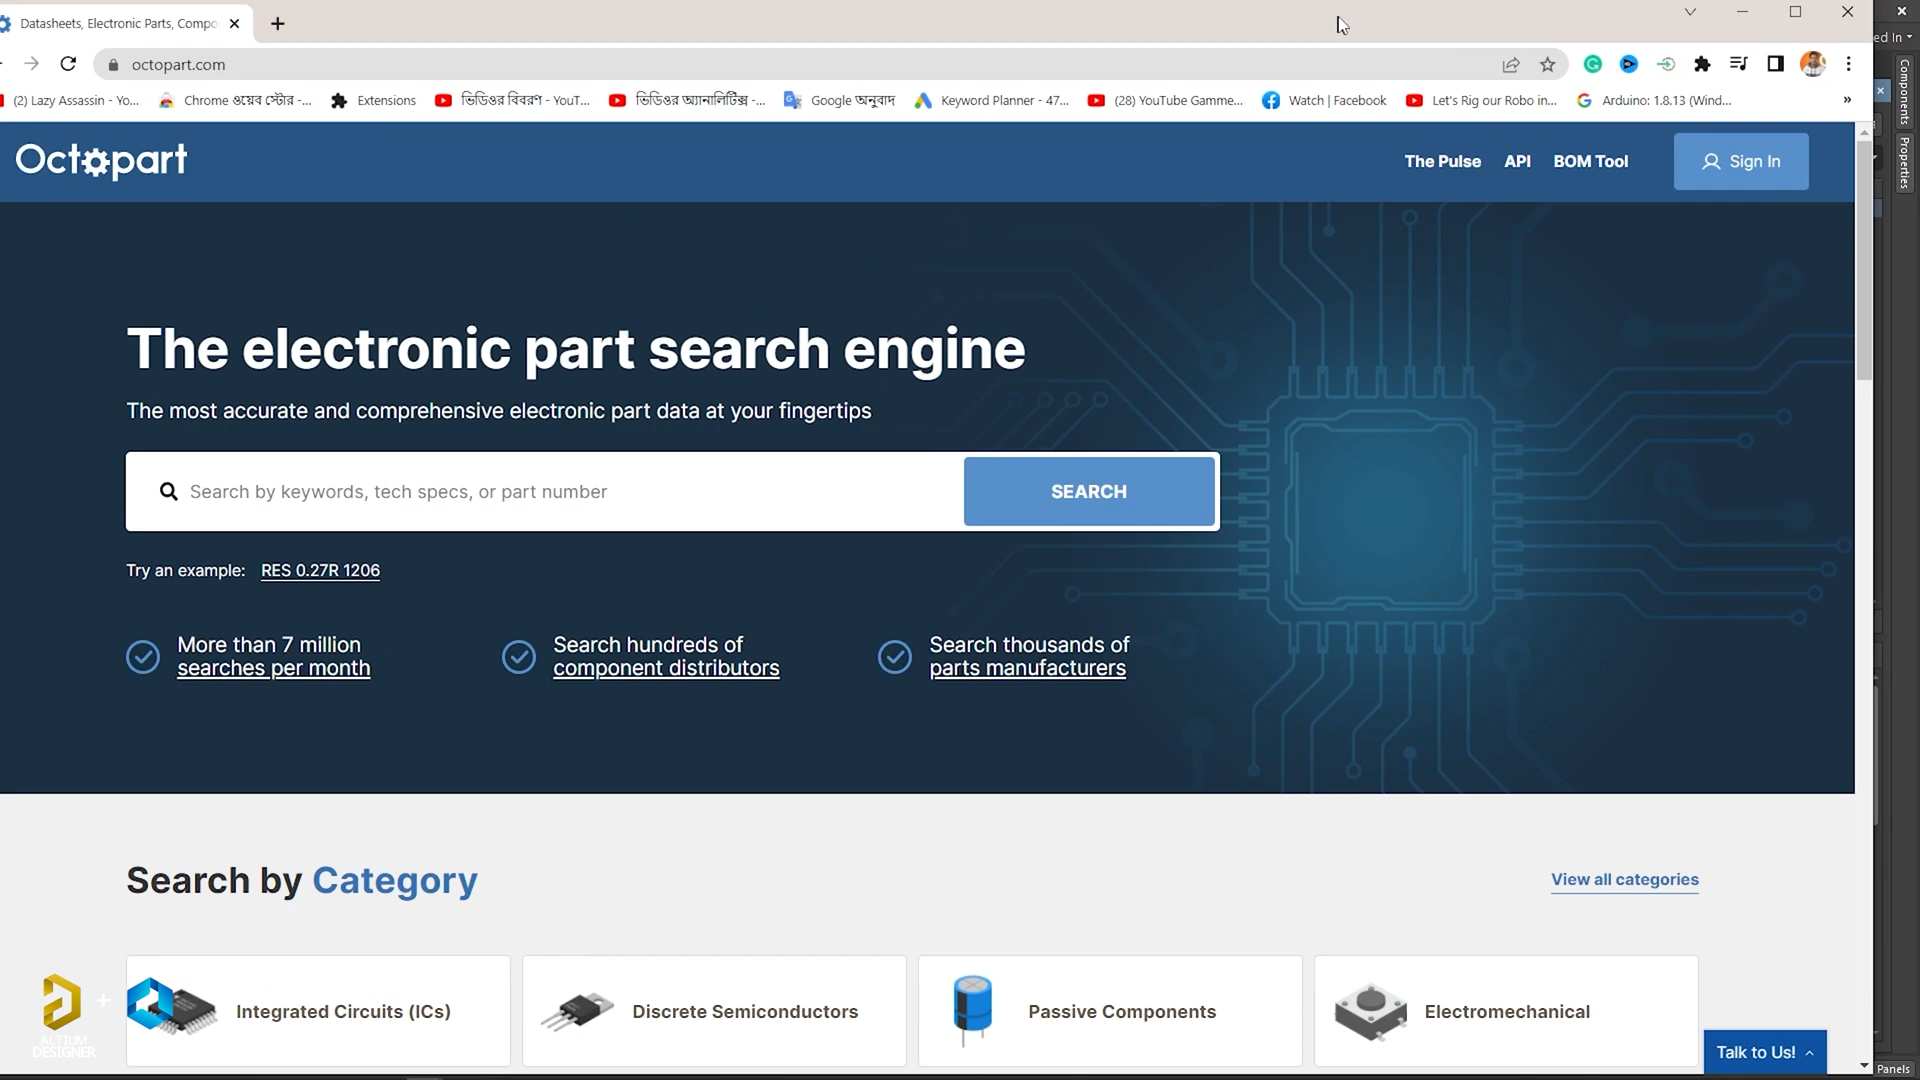 Datasheets, Electronic Parts, Compo
ed In
octopart.com
(2) Lazy Assassin - Yo...
Chrome ওয়েব স্টোর -...
Extensions
ভিডিওর বিবরণ - YouT...
ভিডিওর অ্যানালিটিক্স -...
Google অনুবাদ
Keyword Planner - 47...
(28) YouTube Gamme...
Watch | Facebook
Let's Rig our Robo in...
Arduino: 1.8.13 (Wind...
»
Components
Properties
Octopart
The Pulse
API
BOM Tool
Sign In
The electronic part search engine
The most accurate and comprehensive electronic part data at your fingertips
Search by keywords, tech specs, or part number
SEARCH
Try an example: RES 0.27R 1206
More than 7 million
searches per month
Search hundreds of
component distributors
Search thousands of
parts manufacturers
Search by Category
View all categories
Integrated Circuits (ICs)
Discrete Semiconductors
Passive Components
Electromechanical
ALTIUM
DESIGNER
+
Talk to Us!
Panels